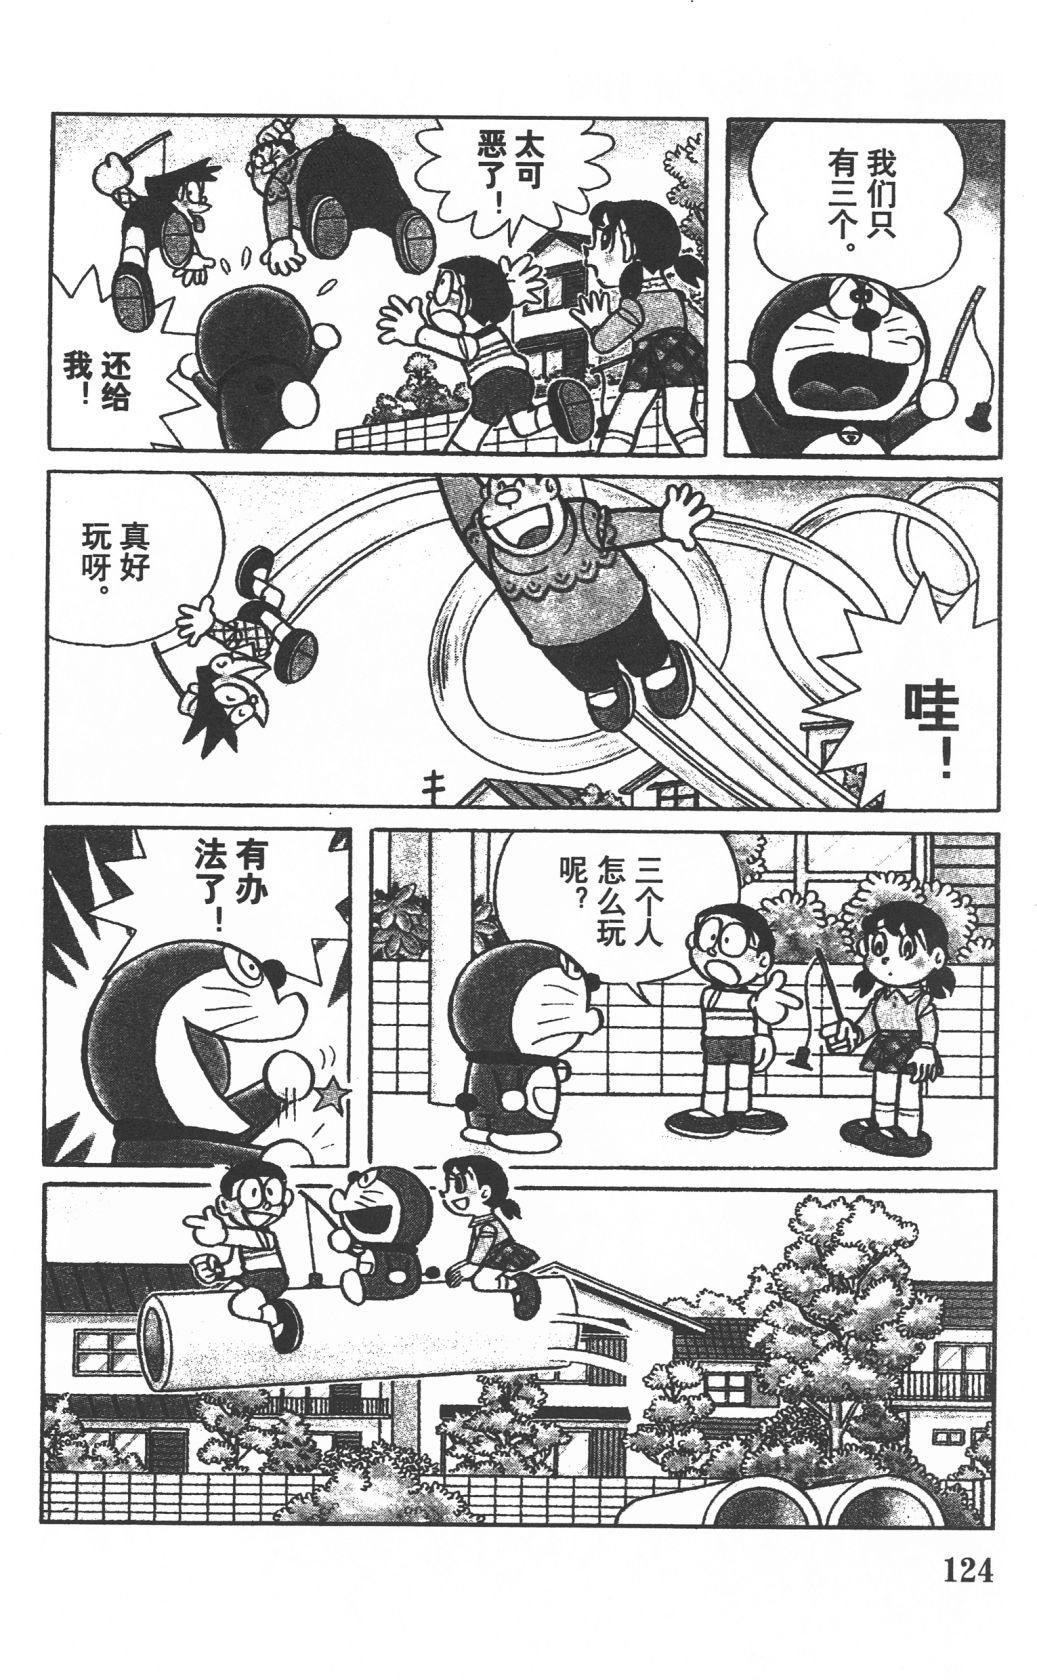 我们只
有三个。
太可
恶了！
还给
我！
哇！
真好
玩呀。
三个人
怎么玩
呢？
有办
法了！
124